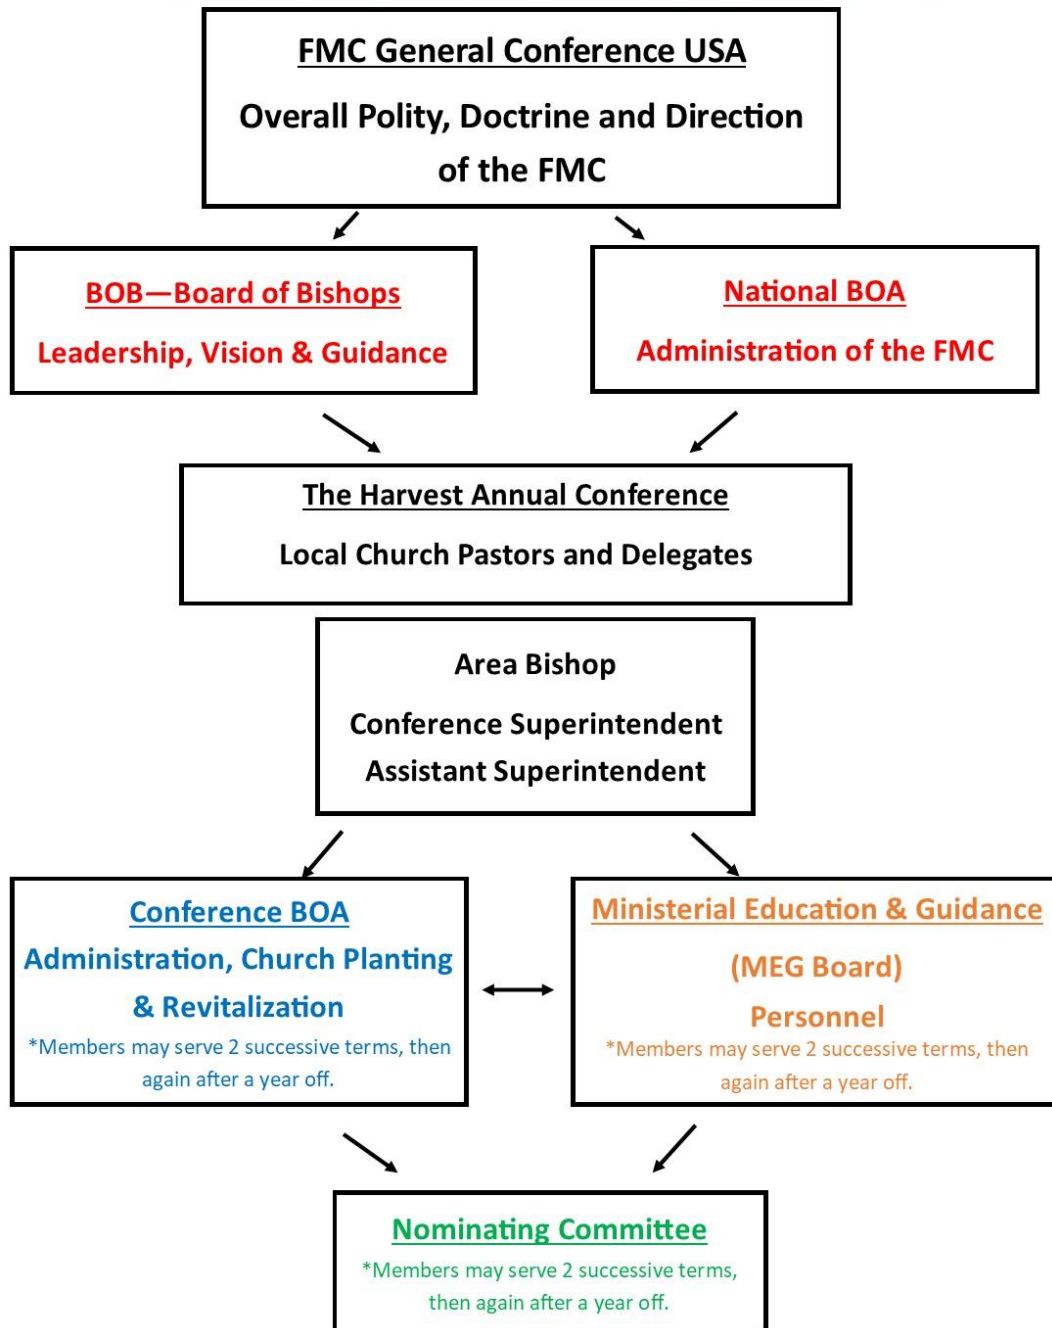 FMC General Conference USA
Overall Polity, Doctrine and Direction
of the FMC
BOB—Board of Bishops
Leadership, Vision & Guidance
National BOA
Administration of the FMC
The Harvest Annual Conference
Local Church Pastors and Delegates
Area Bishop
Conference Superintendent
Assistant Superintendent
Conference BOA
Administration, Church Planting
& Revitalization
*Members may serve 2 successive terms, then
again after a year off.
Ministerial Education & Guidance
(MEG Board)
Personnel
*Members may serve 2 successive terms, then
again after a year off.
Nominating Committee
*Members may serve 2 successive terms,
then again after a year off.